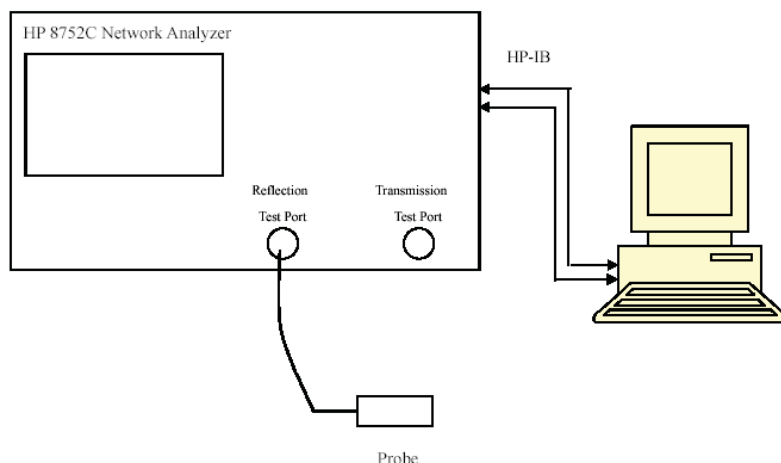 HP 8752C Network Analyzer
HP-IB
Reflection
Test Port
Transmission
Test Port
Probe